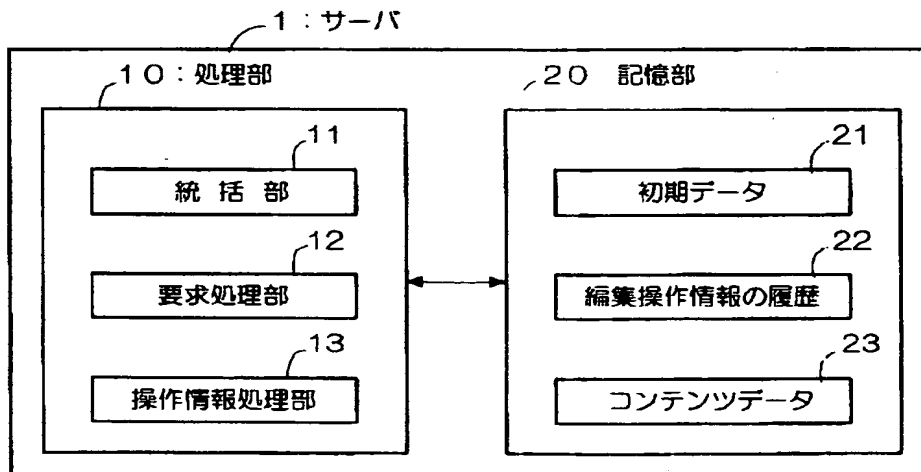 1：サーバ
10：処理部
11
統括部
12
要求処理部
13
操作情報処理部
20 記憶部
21
初期データ
22
編集操作情報の履歴
23
コンテンツデータ